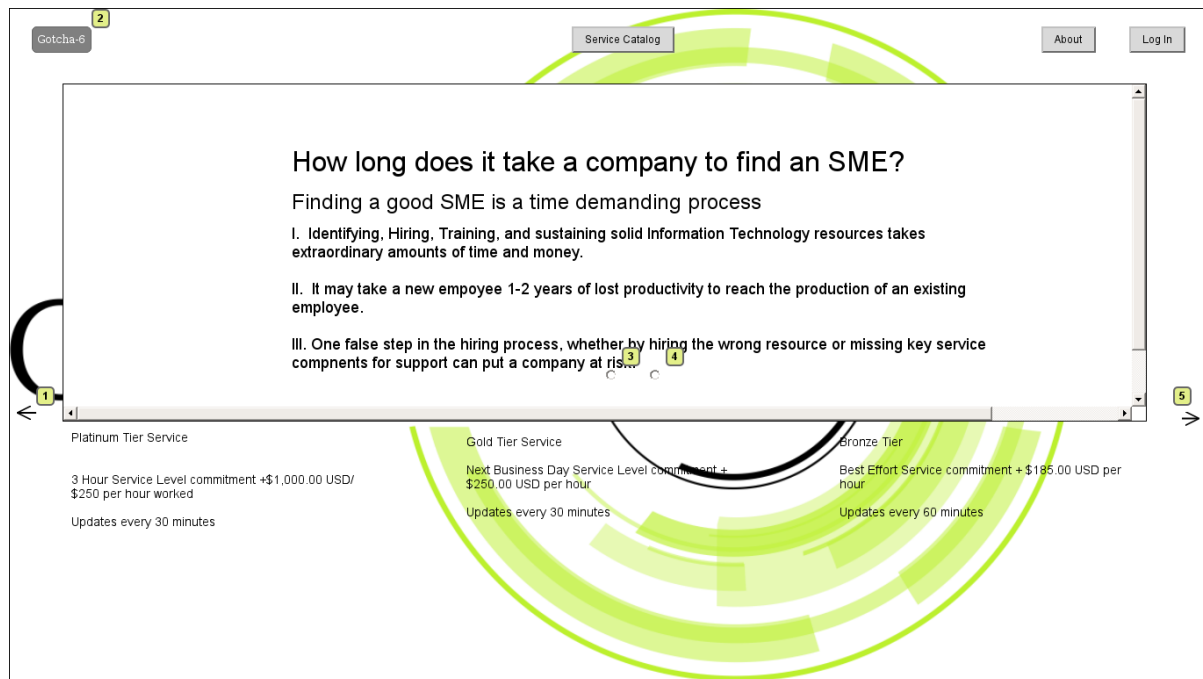 Gotcha-6
2
Service Catalog
About
Log In
How long does it take a company to find an SME?
Finding a good SME is a time demanding process
I. Identifying, Hiring, Training, and sustaining solid Information Technology resources takes
extraordinary amounts of time and money.
II. It may take a new empoyee 1-2 years of lost productivity to reach the production of an existing
employee.
III. One false step in the hiring process, whether by hiring the wrong resource or missing key service
compnents for support can put a company at risk.
3
4
1
5
Platinum Tier Service
3 Hour Service Level commitment +$1,000.00 USD/
$250 per hour worked
Updates every 30 minutes
Gold Tier Service
Next Business Day Service Level commitment +
$250.00 USD per hour
Updates every 30 minutes
Bronze Tier
Best Effort Service commitment + $185.00 USD per
hour
Updates every 60 minutes